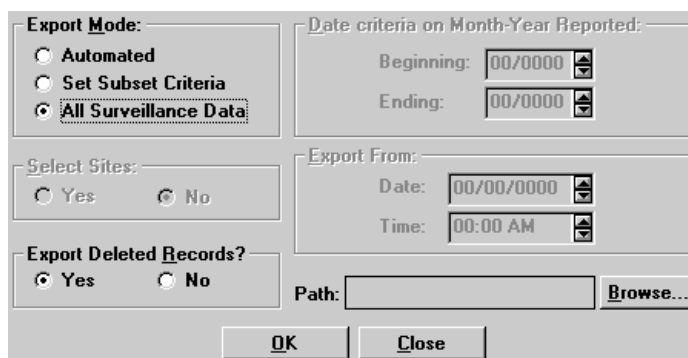 Export Mode:
Automated
Set Subset Criteria
All Surveillance Data
Date criteria on Month-Year Reported:
Beginning: 00/0000
Ending: 00/0000
Select Sites:
Yes No
Export From:
Date: 00/00/0000
Time: 00:00 AM
Export Deleted Records?
Yes No
Path: Browse...
OK Close